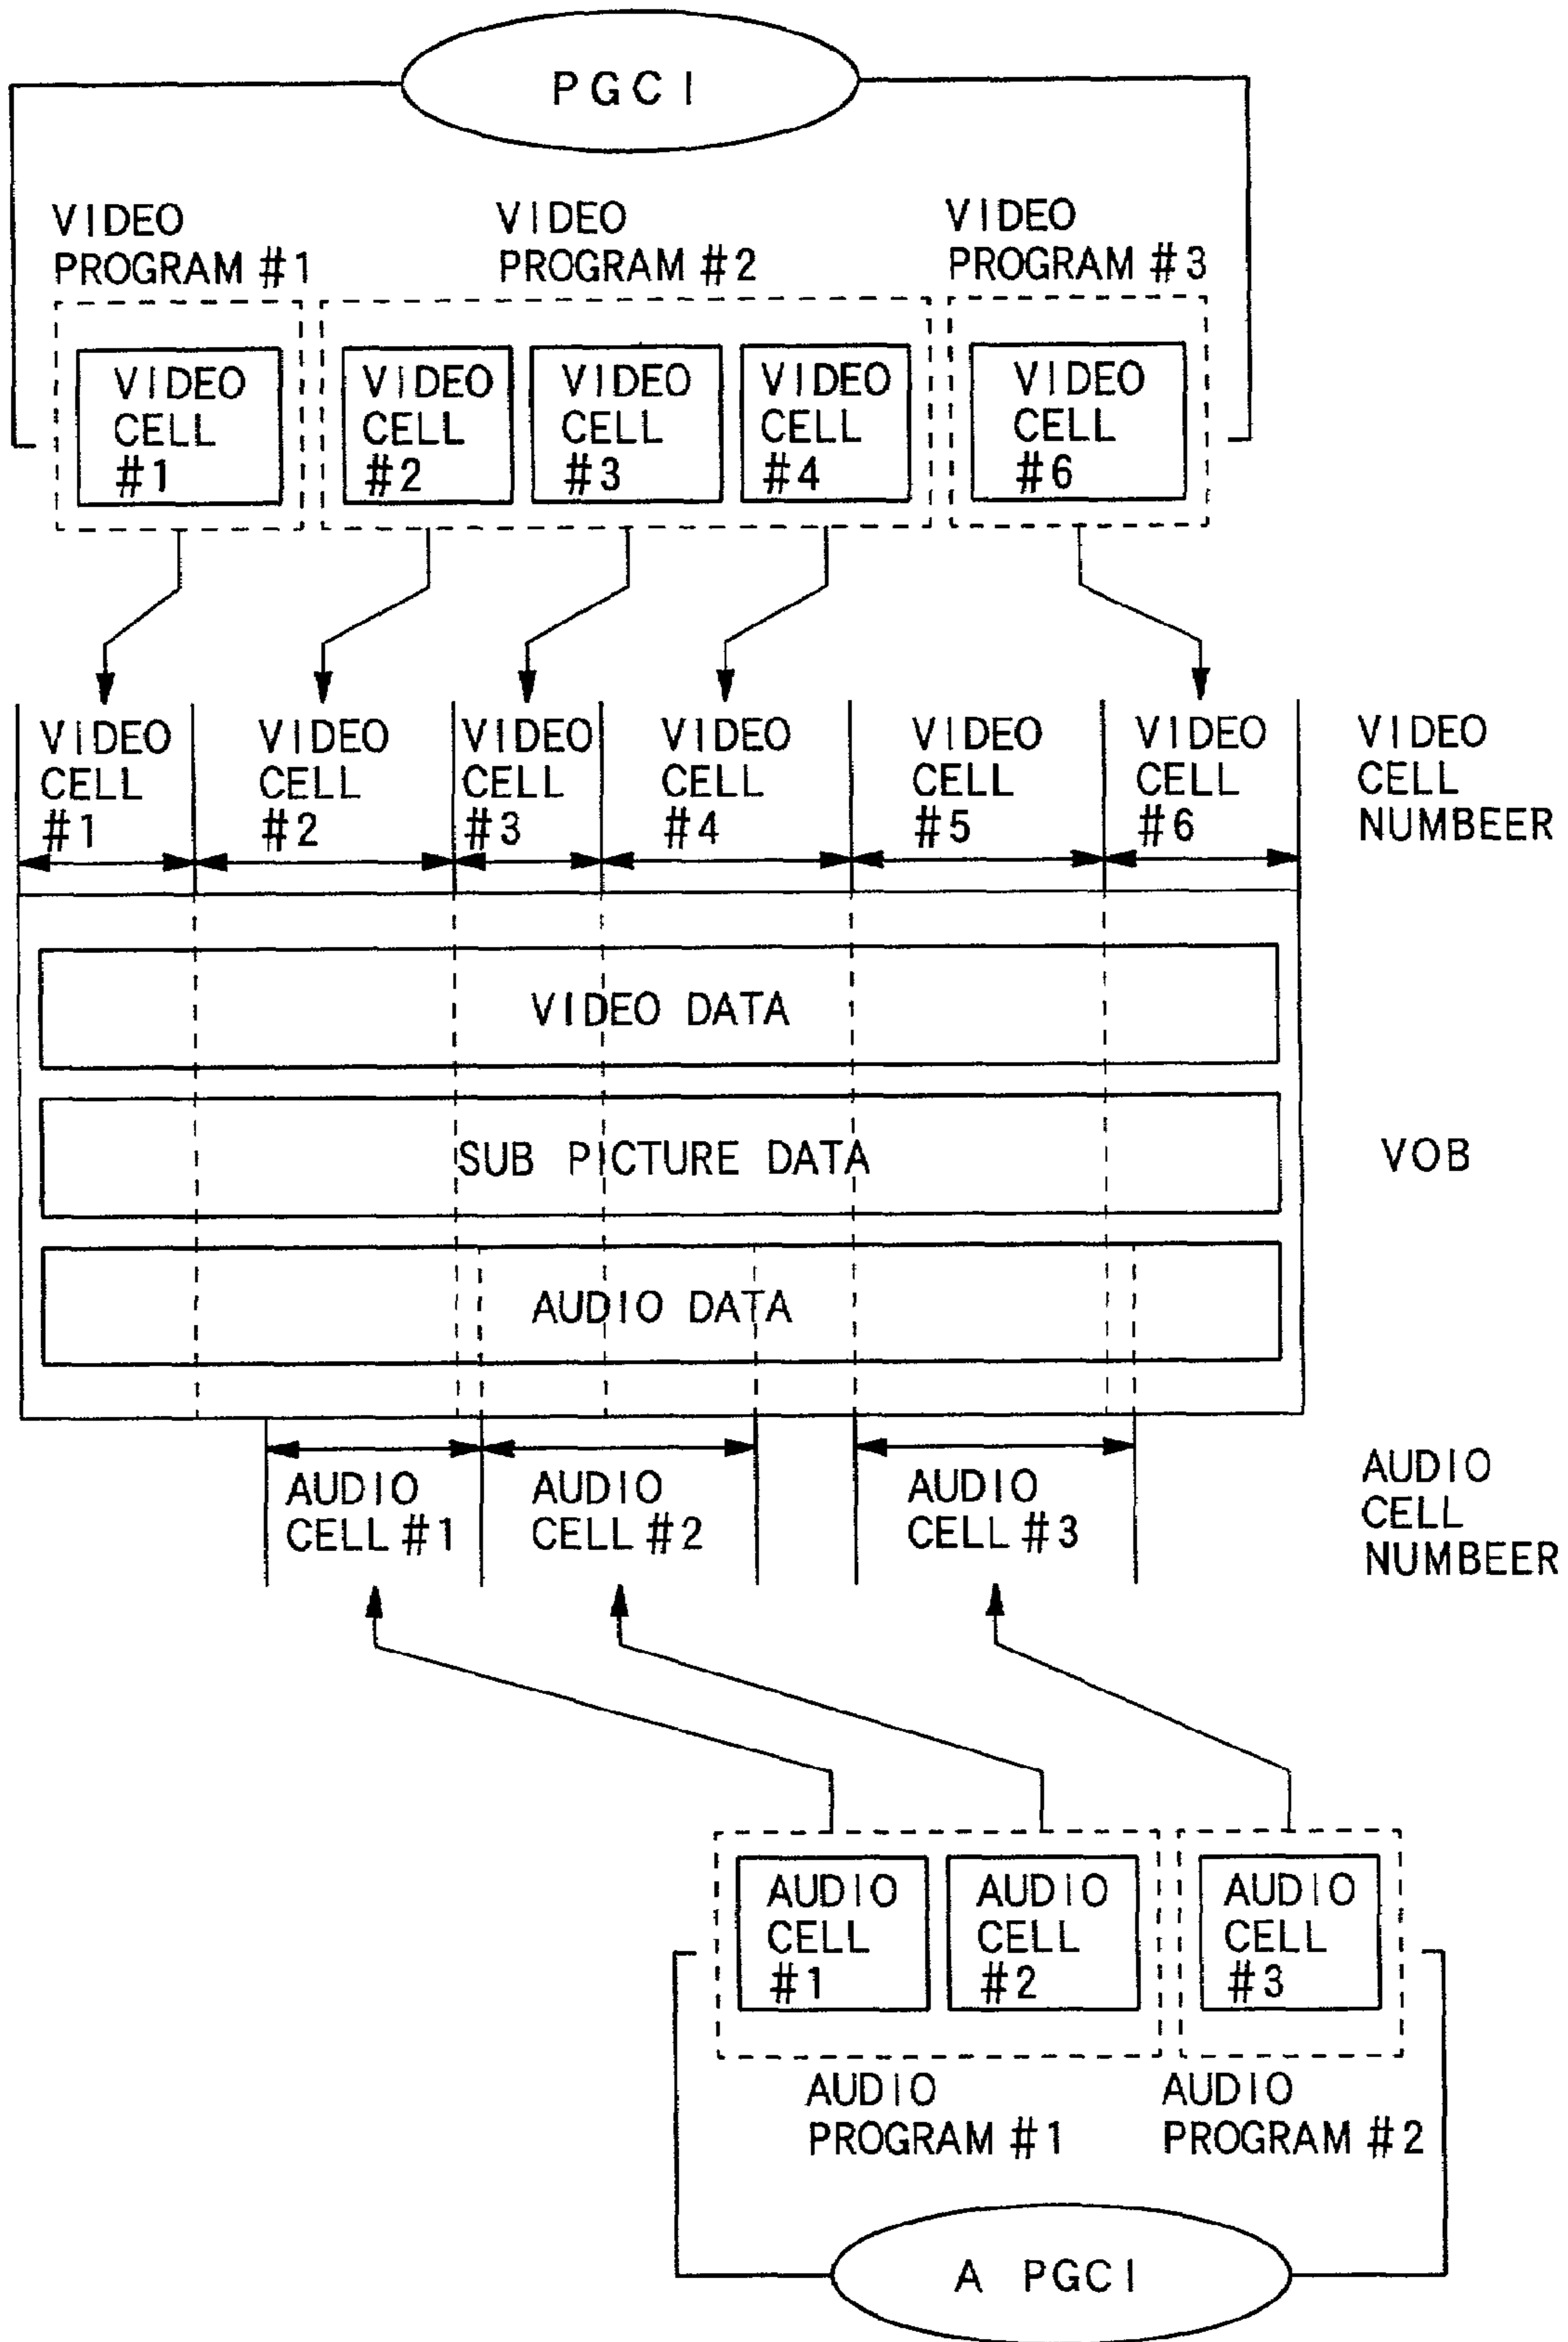 PGCI
VIDEO
PROGRAM #1
VIDEO
PROGRAM #2
VIDEO
PROGRAM #3
VIDEO
CELL
#1
VIDEO
CELL
#2
VIDEO
CELL
#3
VIDEO
CELL
#4
VIDEO
CELL
#6
VIDEO
CELL
#1
VIDEO
CELL
#2
VIDEO
CELL
#3
VIDEO
CELL
#4
VIDEO
CELL
#5
VIDEO
CELL
#6
VIDEO
CELL
NUMBEER
VIDEO DATA
SUB PICTURE DATA
VOB
AUDIO DATA
AUDIO
CELL #1
AUDIO
CELL #2
AUDIO
CELL #3
AUDIO
CELL
NUMBEER
AUDIO
CELL
#1
AUDIO
CELL
#2
AUDIO
CELL
#3
AUDIO
PROGRAM #1
AUDIO
PROGRAM #2
A PGCI